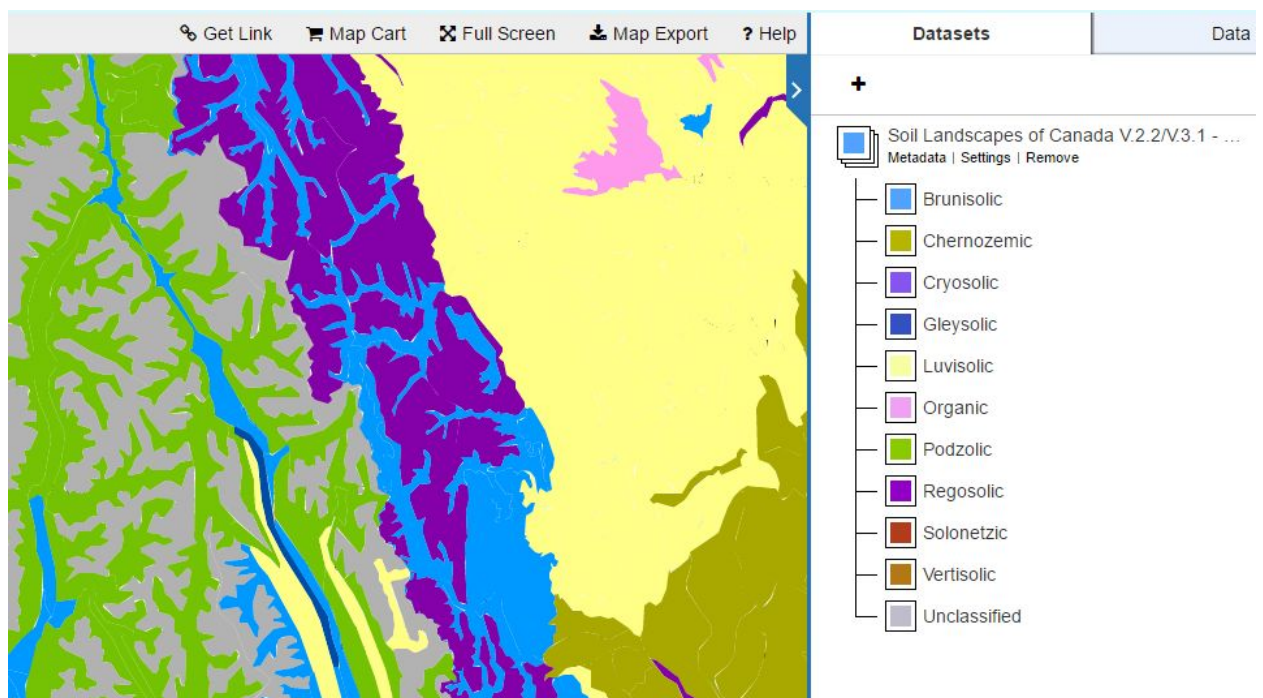 Get Link Map Cart Full Screen Map Export ? Help
Datasets Data
+
Soil Landscapes of Canada V.2.2/V.3.1 - ...
Metadata | Settings | Remove
Brunisolic
Chernozemic
Cryosolic
Gleysolic
Luvisolic
Organic
Podzolic
Regosolic
Solonetzic
Vertisolic
Unclassified